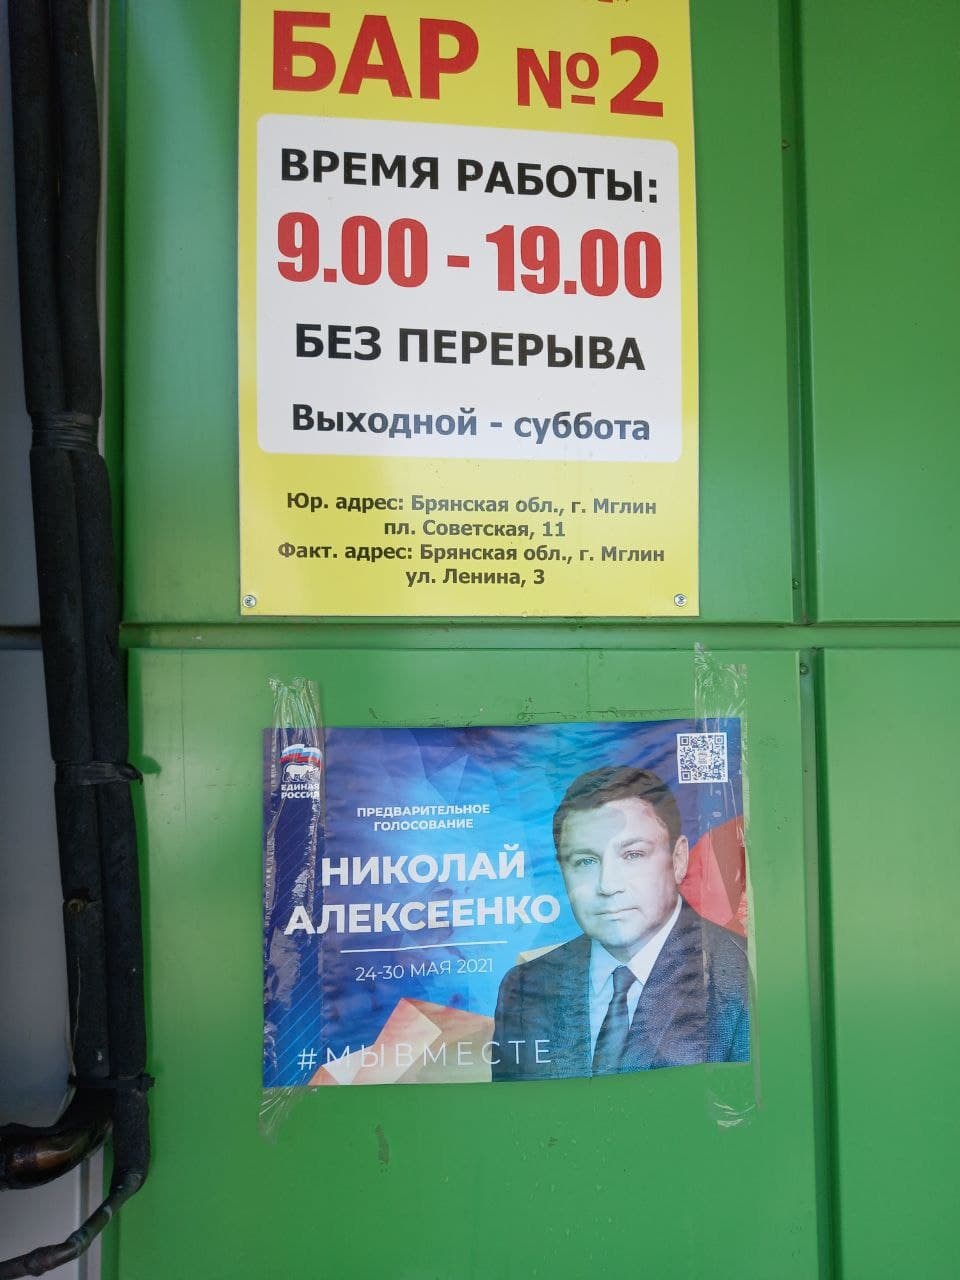 БАР №2
ВРЕМЯ РАБОТЫ:
9.00 - 19.00
БЕЗ ПЕРЕРЫВА
Выходной - суббота
Юр. адрес: Брянская обл., г. Мглин
пл. Советская, 11
Факт. адрес: Брянская обл., г. Мглин
ул. Ленина, 3
ЕДИНАЯ
РОССИЯ
ПРЕДВАРИТЕЛЬНОЕ
ГОЛОСОВАНИЕ
НИКОЛАЙ
АЛЕКСЕЕНКО
24-30 МАЯ 2021
#МЫВМЕСТЕ